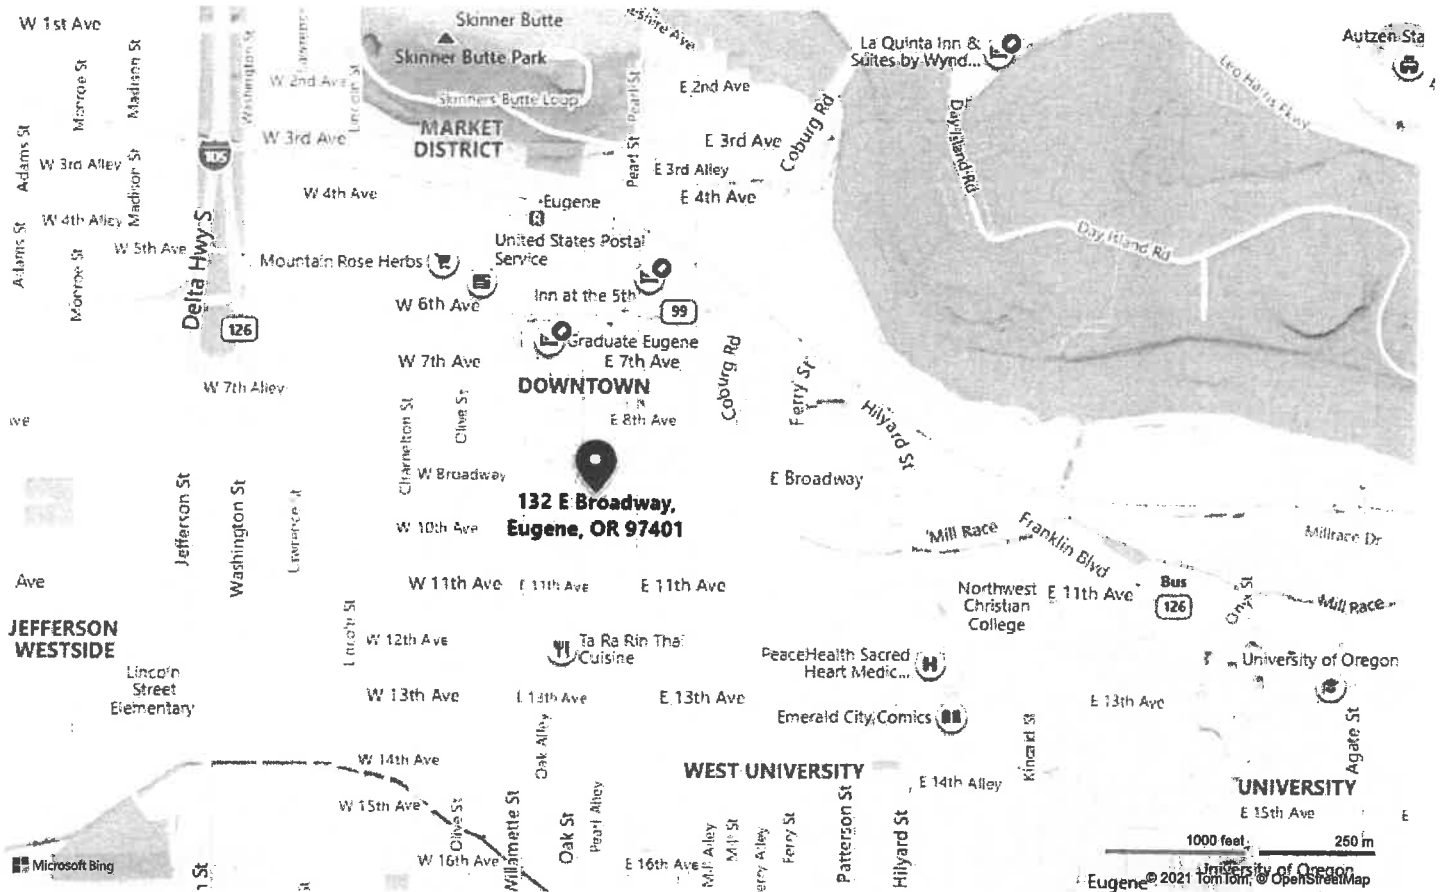 W 1st Ave
Skinner Butte
Skinner Butte Park
Skinners Butte Loop
MARKET
DISTRICT
La Quinta Inn &
Suites by Wynd...
Autzen Sta
Leo Harris Pkwy
Monroe St
Madison St
Washington St
W 2nd Ave
Lincoln St
Pearl St
Pearl St
E 2nd Ave
Coburg Rd
Day Island Rd
W 3rd Ave
E 3rd Ave
Adams St
W 3rd Alley
Madison St
105
Pearl St
E 3rd Alley
W 4th Ave
E 4th Ave
W 4th Alley
Eugene
Adams St
W 5th Ave
Monroe St
Delta Hwy S
United States Postal
Service
Day Island Rd
Mountain Rose Herbs
Inn at the 5th
W 6th Ave
99
126
Graduate Eugene
W 7th Ave
E 7th Ave
Coburg Rd
Ferry St
W 7th Alley
DOWNTOWN
Charnelton St
Olive St
E 8th Ave
Hilyard St
W Broadway
E Broadway
132 E Broadway,
Eugene, OR 97401
Jefferson St
Washington St
Lawrence St
W 10th Ave
Mill Race
Franklin Blvd
Millrace Dr
Ave
W 11th Ave
E 11th Ave
E 11th Ave
Northwest
Christian
College
E 11th Ave
Bus
126
Onyx St
Mill Race
JEFFERSON
WESTSIDE
Lincoln St
W 12th Ave
Ta Ra Rin Thai
Cuisine
PeaceHealth Sacred
Heart Medic...
University of Oregon
Lincoln
Street
Elementary
W 13th Ave
E 13th Ave
E 13th Ave
E 13th Ave
Emerald City Comics
Oak Alley
Kincaid St
Agate St
W 14th Ave
WEST UNIVERSITY
E 14th Alley
UNIVERSITY
W 15th Ave
Olive St
Willamette St
Oak St
Pearl Alley
Mill Alley
Mill St
Ferry St
Patterson St
Hilyard St
E 15th Ave
E
W 16th Ave
E 16th Ave
1000 feet
250 m
Microsoft Bing
University of Oregon
Eugene
© 2021 TomTom, © OpenStreetMap